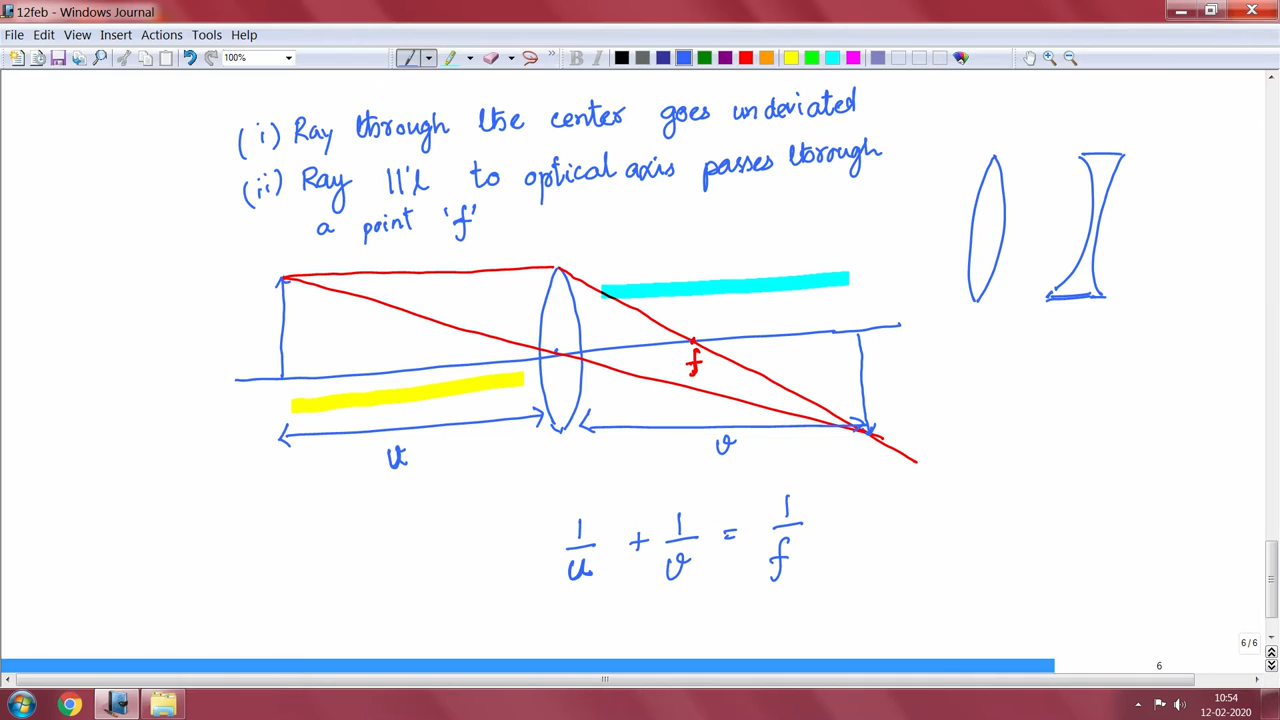 12feb - Windows Journal
File Edit View Insert Actions Tools Help
100%
B I
(i) Ray through the center goes undeviated
(ii) Ray ||'l to optical axis passes through
a point 'f'
f
u
v
1/u + 1/v = 1/f
6/6
6
10:54
12-02-2020